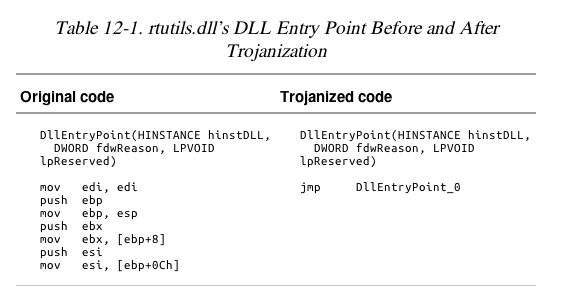 Table 12-1. rtutils.dll's DLL Entry Point Before and After
Trojanization
Original code
Trojanized code
DllEntryPoint(HINSTANCE hinstDLL,
DWORD fdwReason, LPVOID
lpReserved)
mov edi, edi
push ebp
mov ebp, esp
push ebx
mov ebx, [ebp+8]
push esi
mov esi, [ebp+0Ch]
DllEntryPoint(HINSTANCE hinstDLL,
DWORD fdwReason, LPVOID
lpReserved)
jmp DllEntryPoint_0